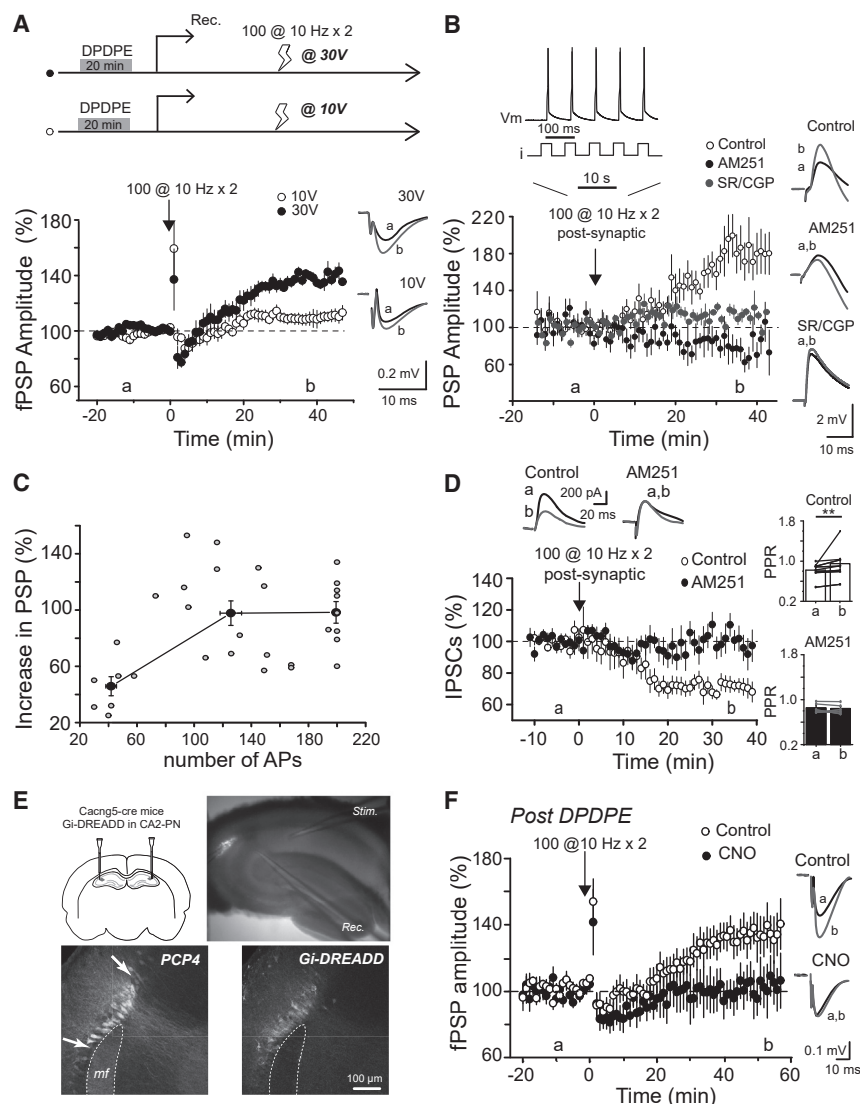 A
Rec.
DPDPE
20 min
100 @ 10 Hz x 2
@ 30V
DPDPE
20 min
@ 10V
100 @ 10 Hz x 2
10V
30V
30V
a
b
10V
a
b
0.2 mV
10 ms
fPSP Amplitude (%)
180
140
100
60
a
b
-20
0
20
40
Time (min)
B
Vm
100 ms
i
10 s
100 @ 10 Hz x 2
post-synaptic
Control
AM251
SR/CGP
Control
b
a
AM251
a,b
SR/CGP
a,b
2 mV
10 ms
PSP Amplitude (%)
220
180
140
100
60
a
b
-20
0
20
40
Time (min)
C
Increase in PSP (%)
140
100
60
20
20
60
100
140
180
220
number of APs
D
Control
a
b
200 pA
20 ms
AM251
a,b
100 @ 10 Hz x 2
post-synaptic
Control
AM251
IPSCs (%)
140
120
100
80
60
a
b
-10
0
10
20
30
40
Time (min)
Control
**
PPR
1.8
1.0
0.2
a
b
AM251
PPR
1.8
1.0
0.2
a
b
E
Cacng5-cre mice
Gi-DREADD in CA2-PN
Stim.
Rec.
PCP4
mf
Gi-DREADD
100 µm
F
Post DPDPE
100 @10 Hz x 2
Control
CNO
Control
a
b
CNO
a,b
0.1 mV
10 ms
fPSP amplitude (%)
180
140
100
60
a
b
-20
0
20
40
60
Time (min)